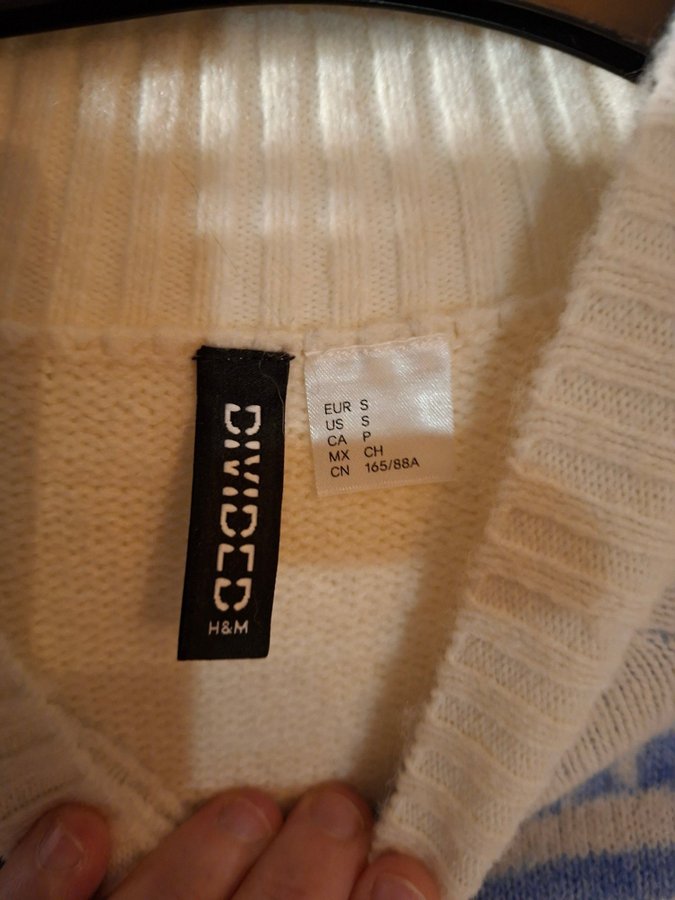 DIVIDED
H&M
EUR S
US S
CA P
MX CH
CN 165/88A